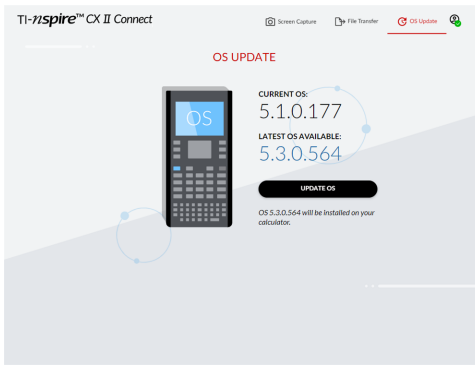 TI-nspire™ CX II Connect
Screen Capture
File Transfer
OS Update
OS UPDATE
OS
CURRENT OS:
5.1.0.177
LATEST OS AVAILABLE:
5.3.0.564
UPDATE OS
OS 5.3.0.564 will be installed on your
calculator.